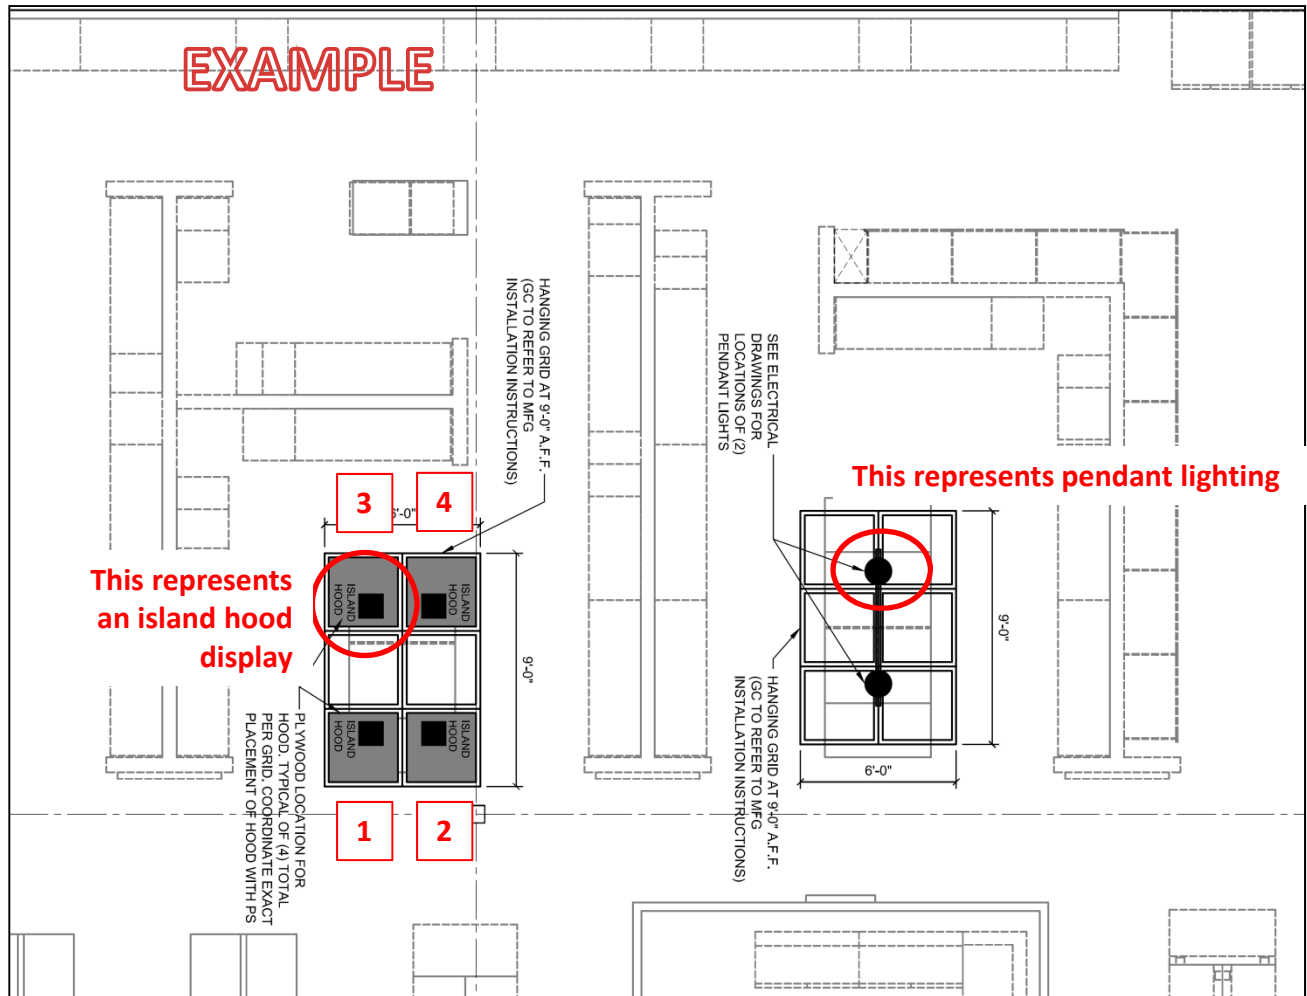 EXAMPLE
HANGING GRID AT 9'-0" A.F.F.
(GC TO REFER TO MFG
INSTALLATION INSTRUCTIONS)
SEE ELECTRICAL
DRAWINGS FOR
LOCATIONS OF (2)
PENDANT LIGHTS
This represents pendant lighting
3
4
6'-0"
This represents
an island hood
display
ISLAND
HOOD
ISLAND
HOOD
9'-0"
ISLAND
HOOD
ISLAND
HOOD
9'-0"
6'-0"
HANGING GRID AT 9'-0" A.F.F.
(GC TO REFER TO MFG
INSTALLATION INSTRUCTIONS)
PLYWOOD LOCATION FOR
HOOD, TYPICAL OF (4) TOTAL
PER GRID. COORDINATE EXACT
PLACEMENT OF HOOD WITH PS
1
2